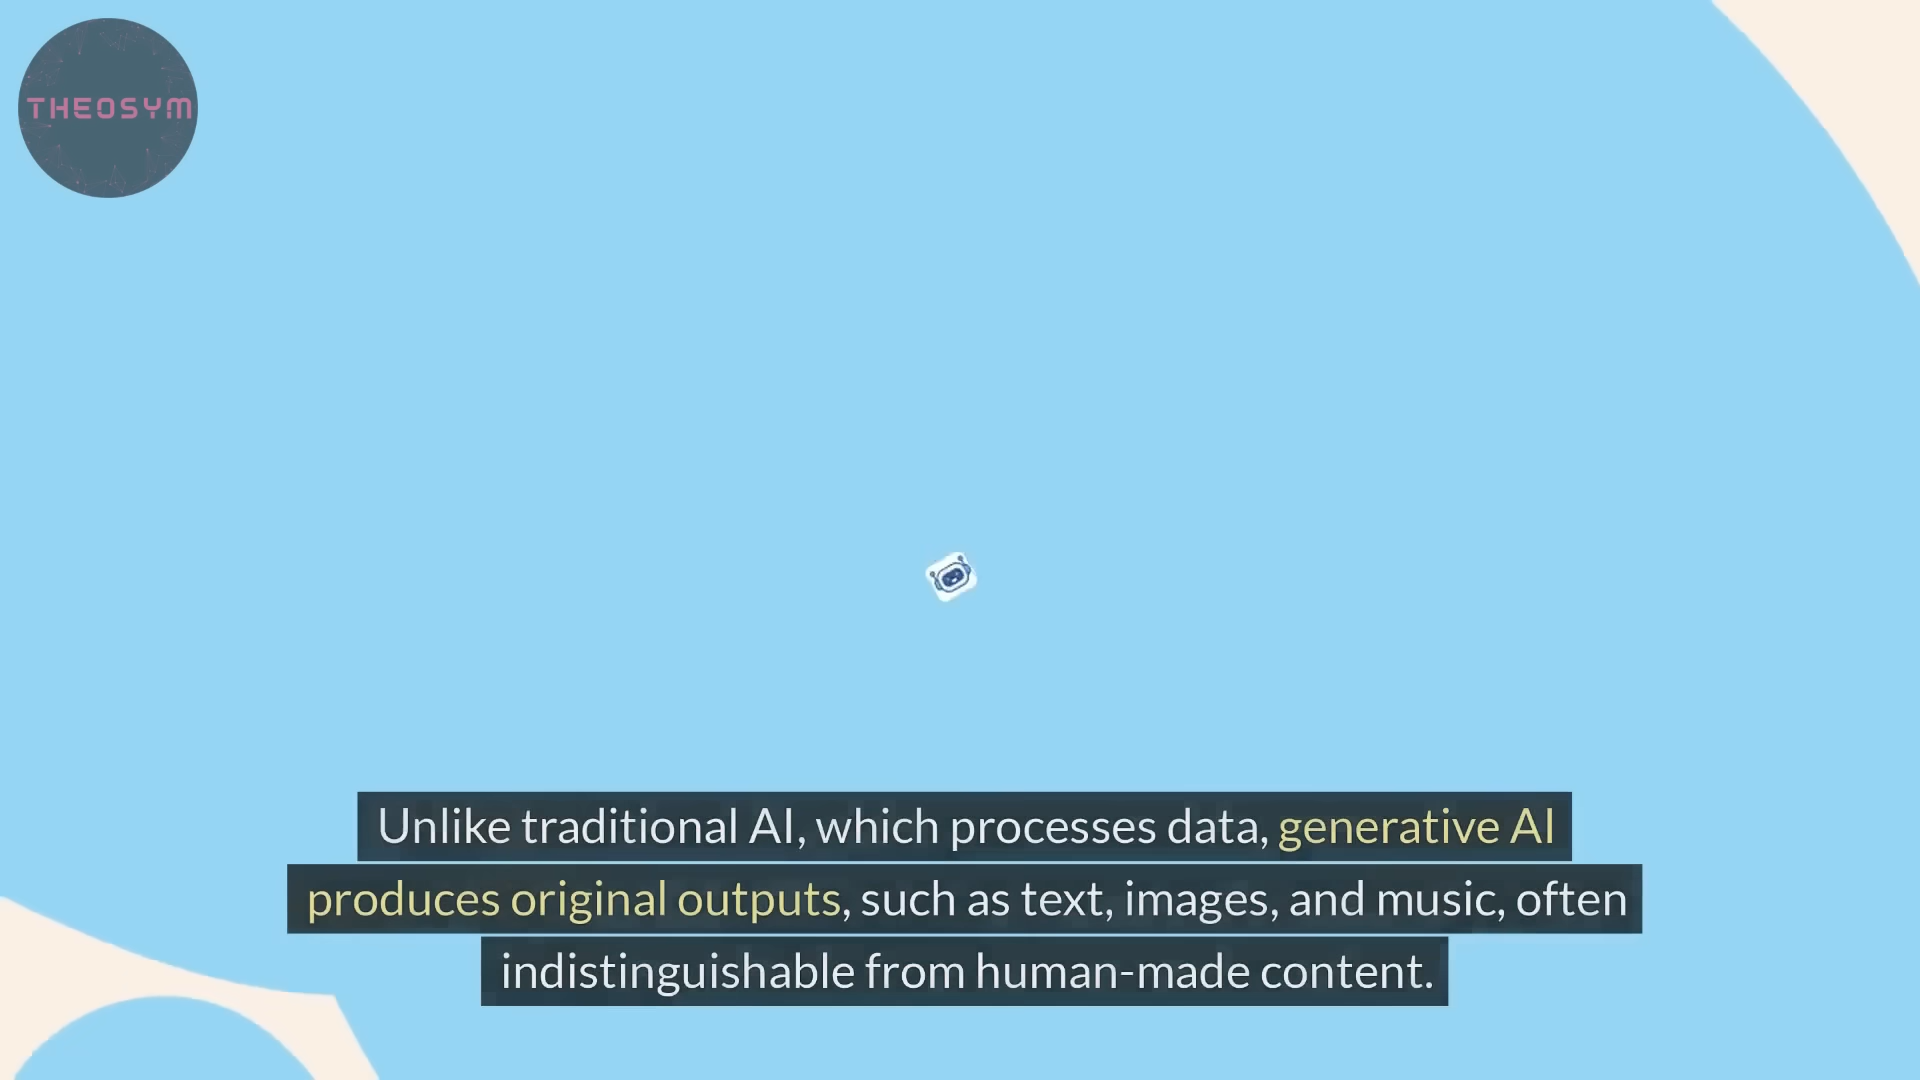 THEOSYM
Unlike traditional AI, which processes data, generative AI
produces original outputs, such as text, images, and music, often
indistinguishable from human-made content.